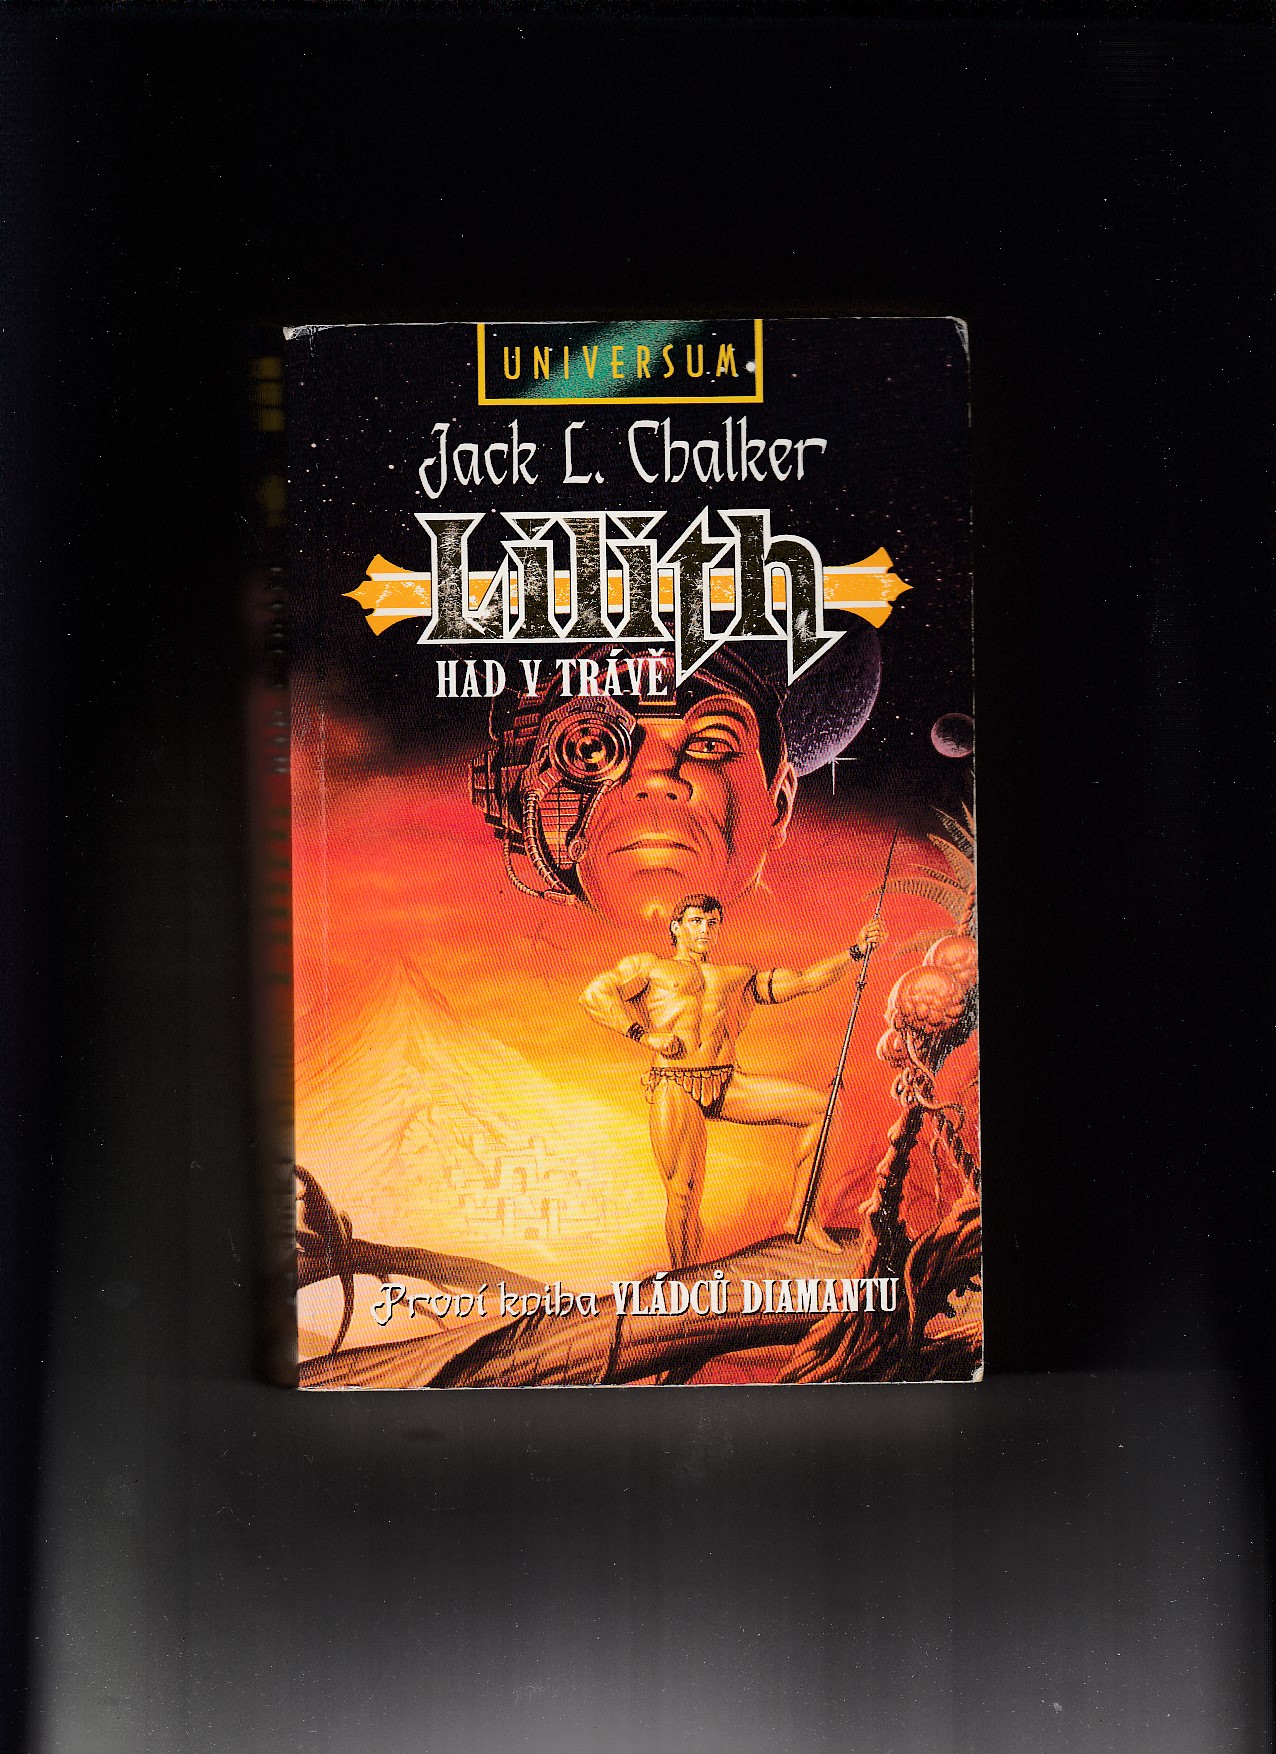 UNIVERSUM
Jack L. Chalker
Lilith
HAD V TRÁVĚ
První kniha VLÁDCŮ DIAMANTU